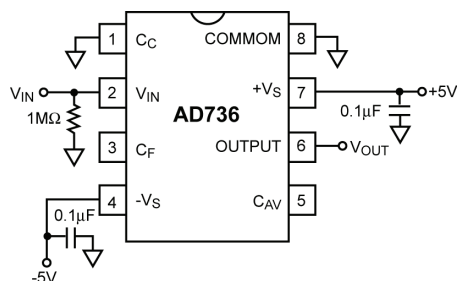 1 CC COMMOM 8
VIN 2 VIN +VS 7 +5V
1MΩ AD736 0.1µF
3 CF OUTPUT 6 VOUT
4 -VS CAV 5
0.1µF
-5V